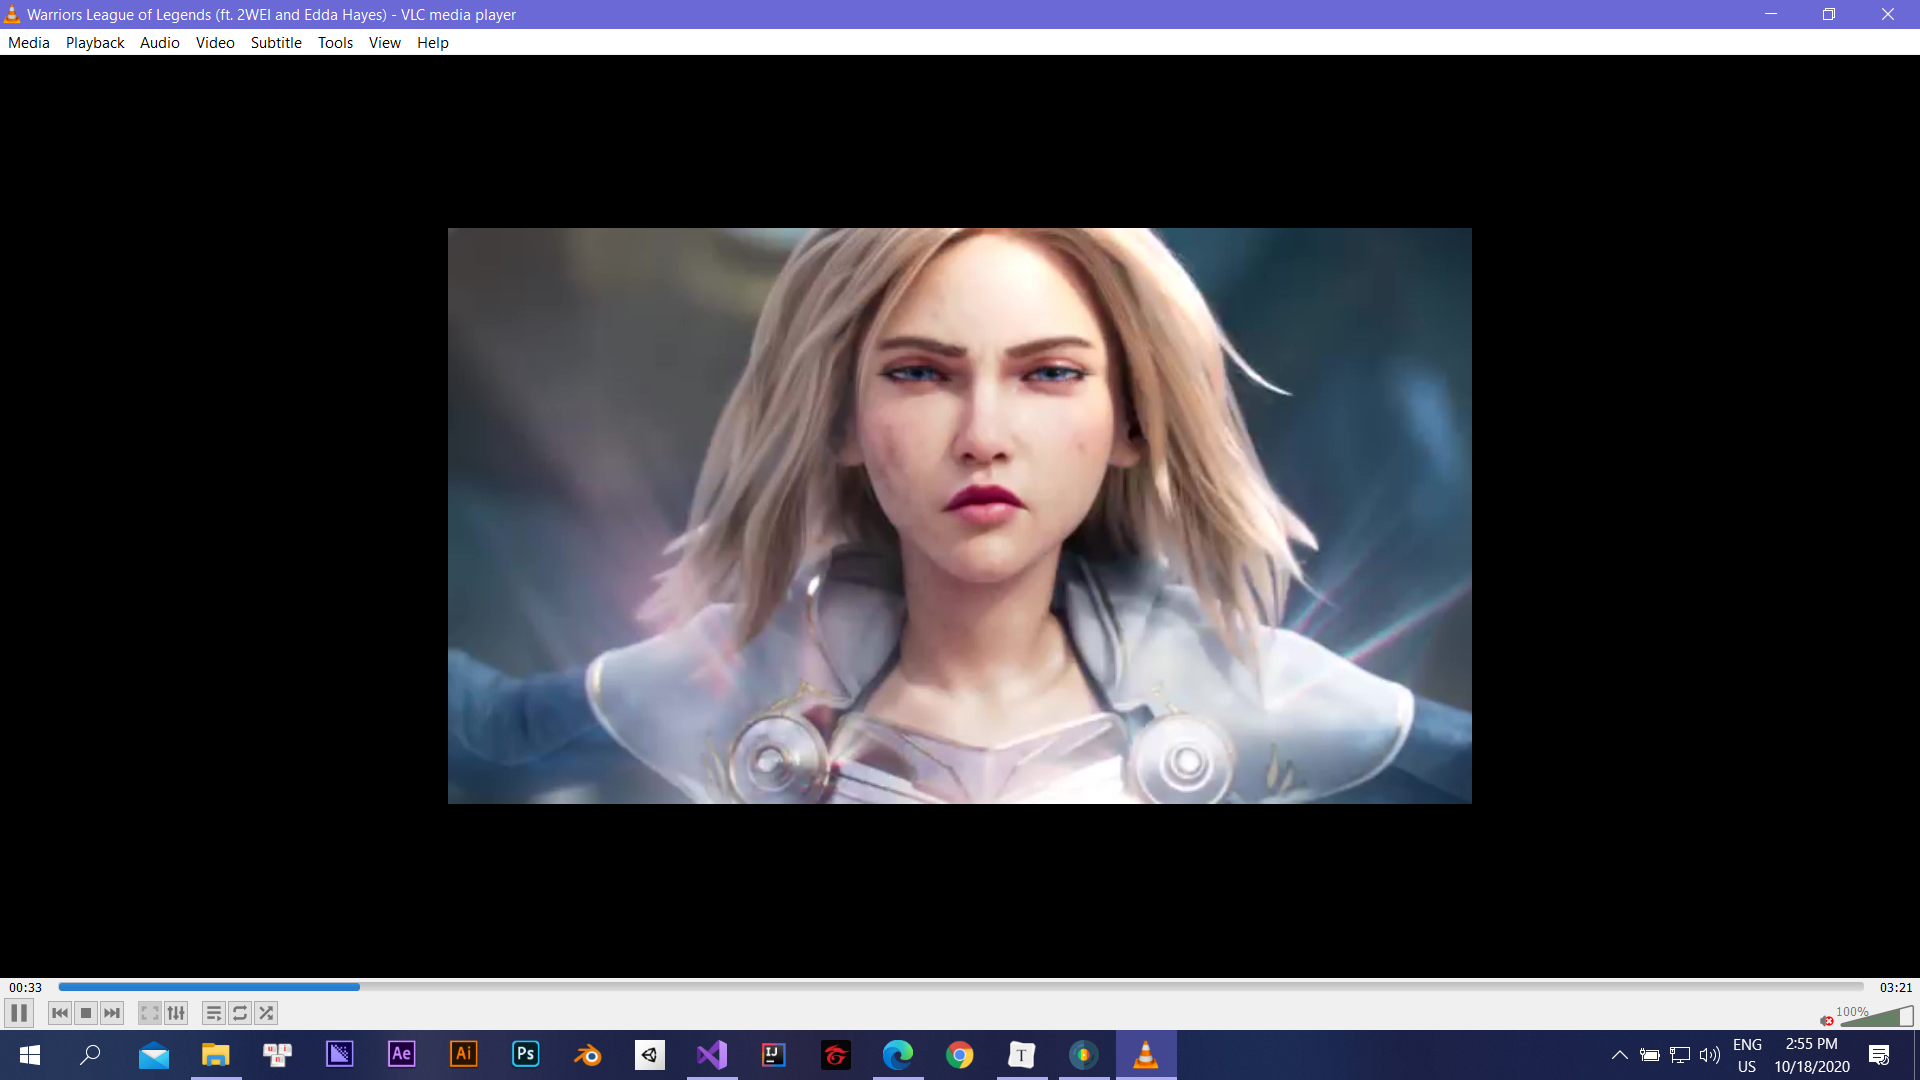 Warriors League of Legends (ft. 2WEI and Edda Hayes) - VLC media player
Media Playback Audio Video Subtitle Tools View Help
00:33 03:21
100%
Ae Ai Ps IJ T
ENG 2:55 PM
US 10/18/2020